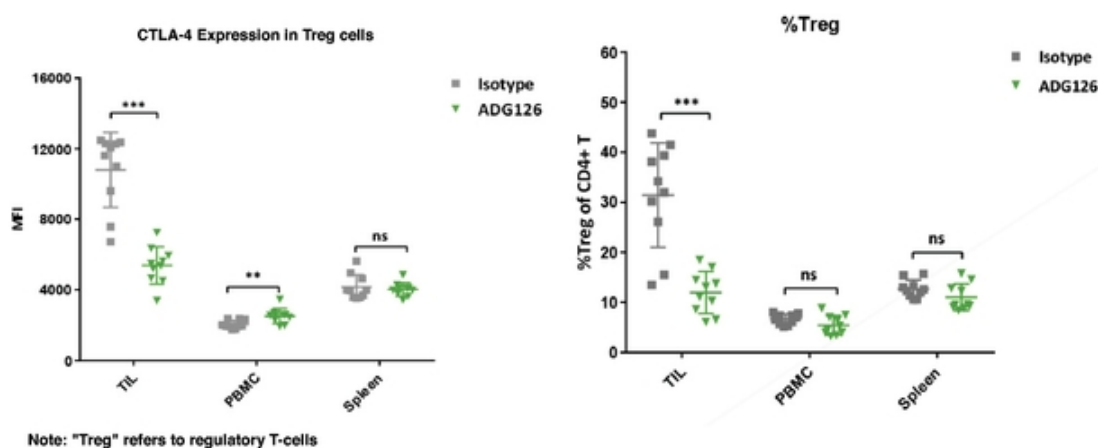 CTLA-4 Expression in Treg cells
16000
12000
8000
4000
0
MFI
***
**
ns
TIL
PBMC
Spleen
Isotype
ADG126
%Treg
60
50
40
30
20
10
0
%Treg of CD4+ T
***
ns
ns
TIL
PBMC
Spleen
Isotype
ADG126
Note: "Treg" refers to regulatory T-cells